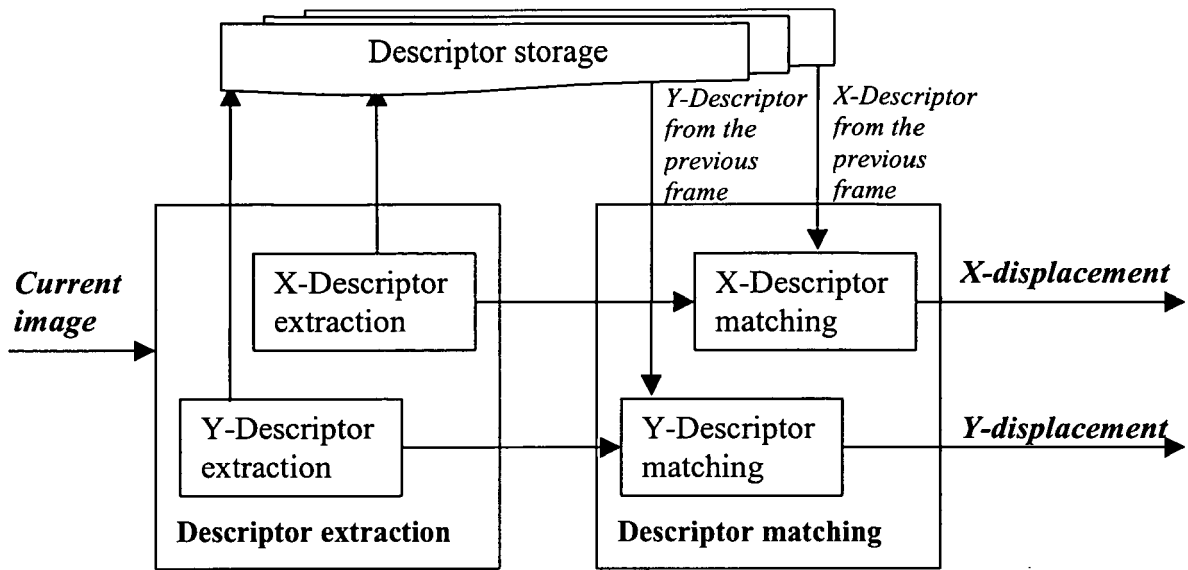 Descriptor storage
Y-Descriptor
from the
previous
frame
X-Descriptor
from the
previous
frame
Current
image
X-Descriptor
extraction
X-Descriptor
matching
X-displacement
Y-Descriptor
extraction
Y-Descriptor
matching
Y-displacement
Descriptor extraction
Descriptor matching